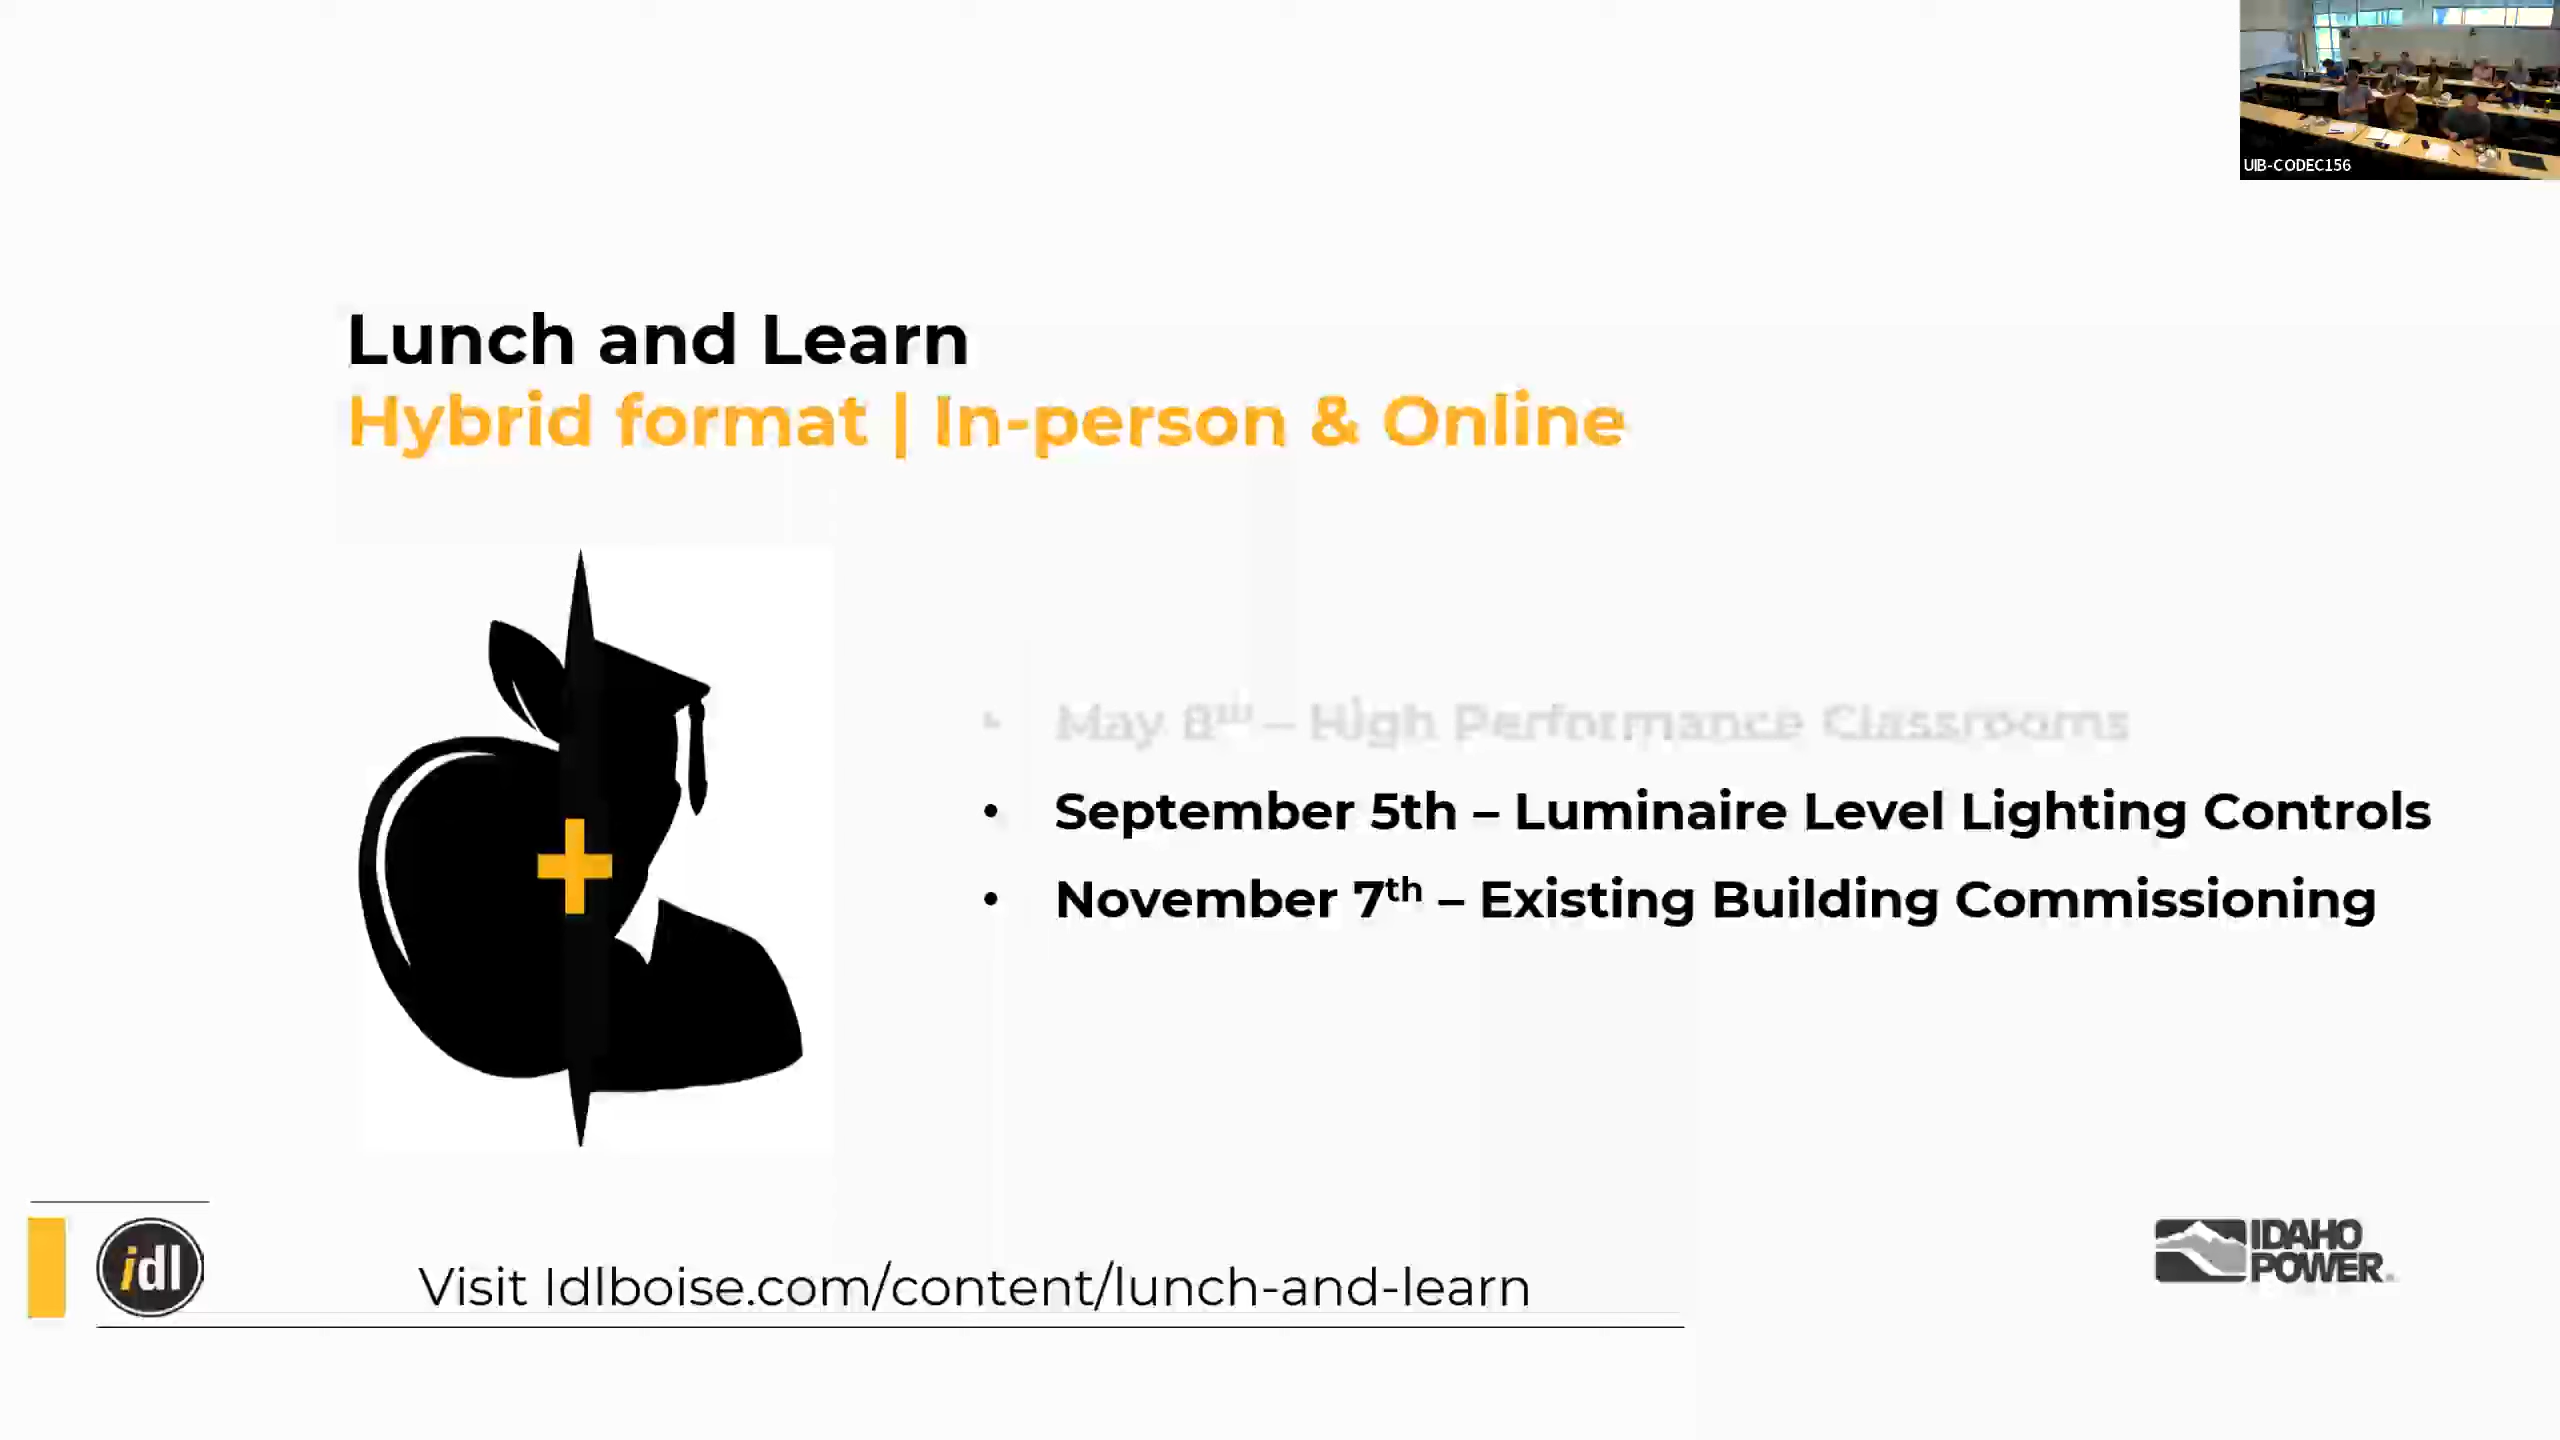 UIB-CODEC156
Lunch and Learn
Hybrid format | In-person & Online
• May 8th – High Performance Classrooms
• September 5th – Luminaire Level Lighting Controls
• November 7th – Existing Building Commissioning
idl
Visit Idlboise.com/content/lunch-and-learn
IDAHO
POWER